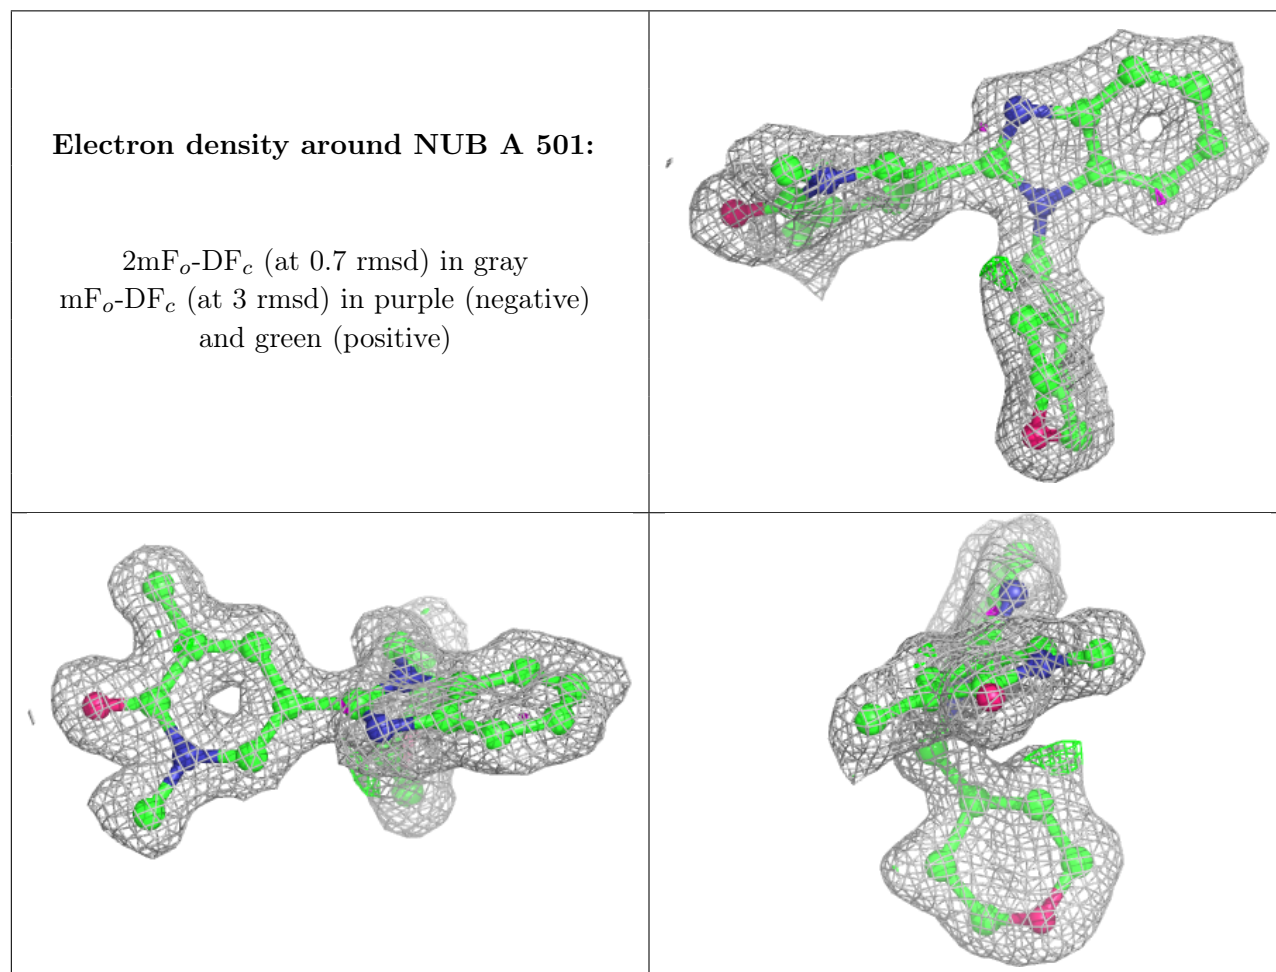 Electron density around NUB A 501:
2mFo-DFc (at 0.7 rmsd) in gray
mFo-DFc (at 3 rmsd) in purple (negative)
and green (positive)